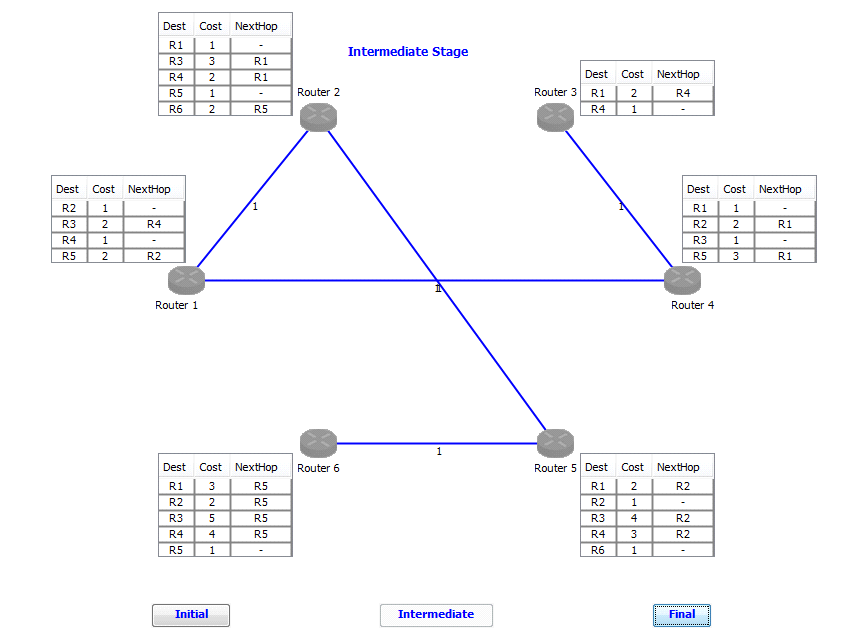 Intermediate Stage
Dest Cost NextHop
R1 1 -
R3 3 R1
R4 2 R1
R5 1 -
R6 2 R5
Router 2
Router 3
Dest Cost NextHop
R1 2 R4
R4 1 -
Dest Cost NextHop
R2 1 -
R3 2 R4
R4 1 -
R5 2 R2
Router 1
Dest Cost NextHop
R1 1 -
R2 2 R1
R3 1 -
R5 3 R1
Router 4
1
1
1
1
Router 6
1
Router 5
Dest Cost NextHop
R1 3 R5
R2 2 R5
R3 5 R5
R4 4 R5
R5 1 -
Dest Cost NextHop
R1 2 R2
R2 1 -
R3 4 R2
R4 3 R2
R6 1 -
Initial
Intermediate
Final